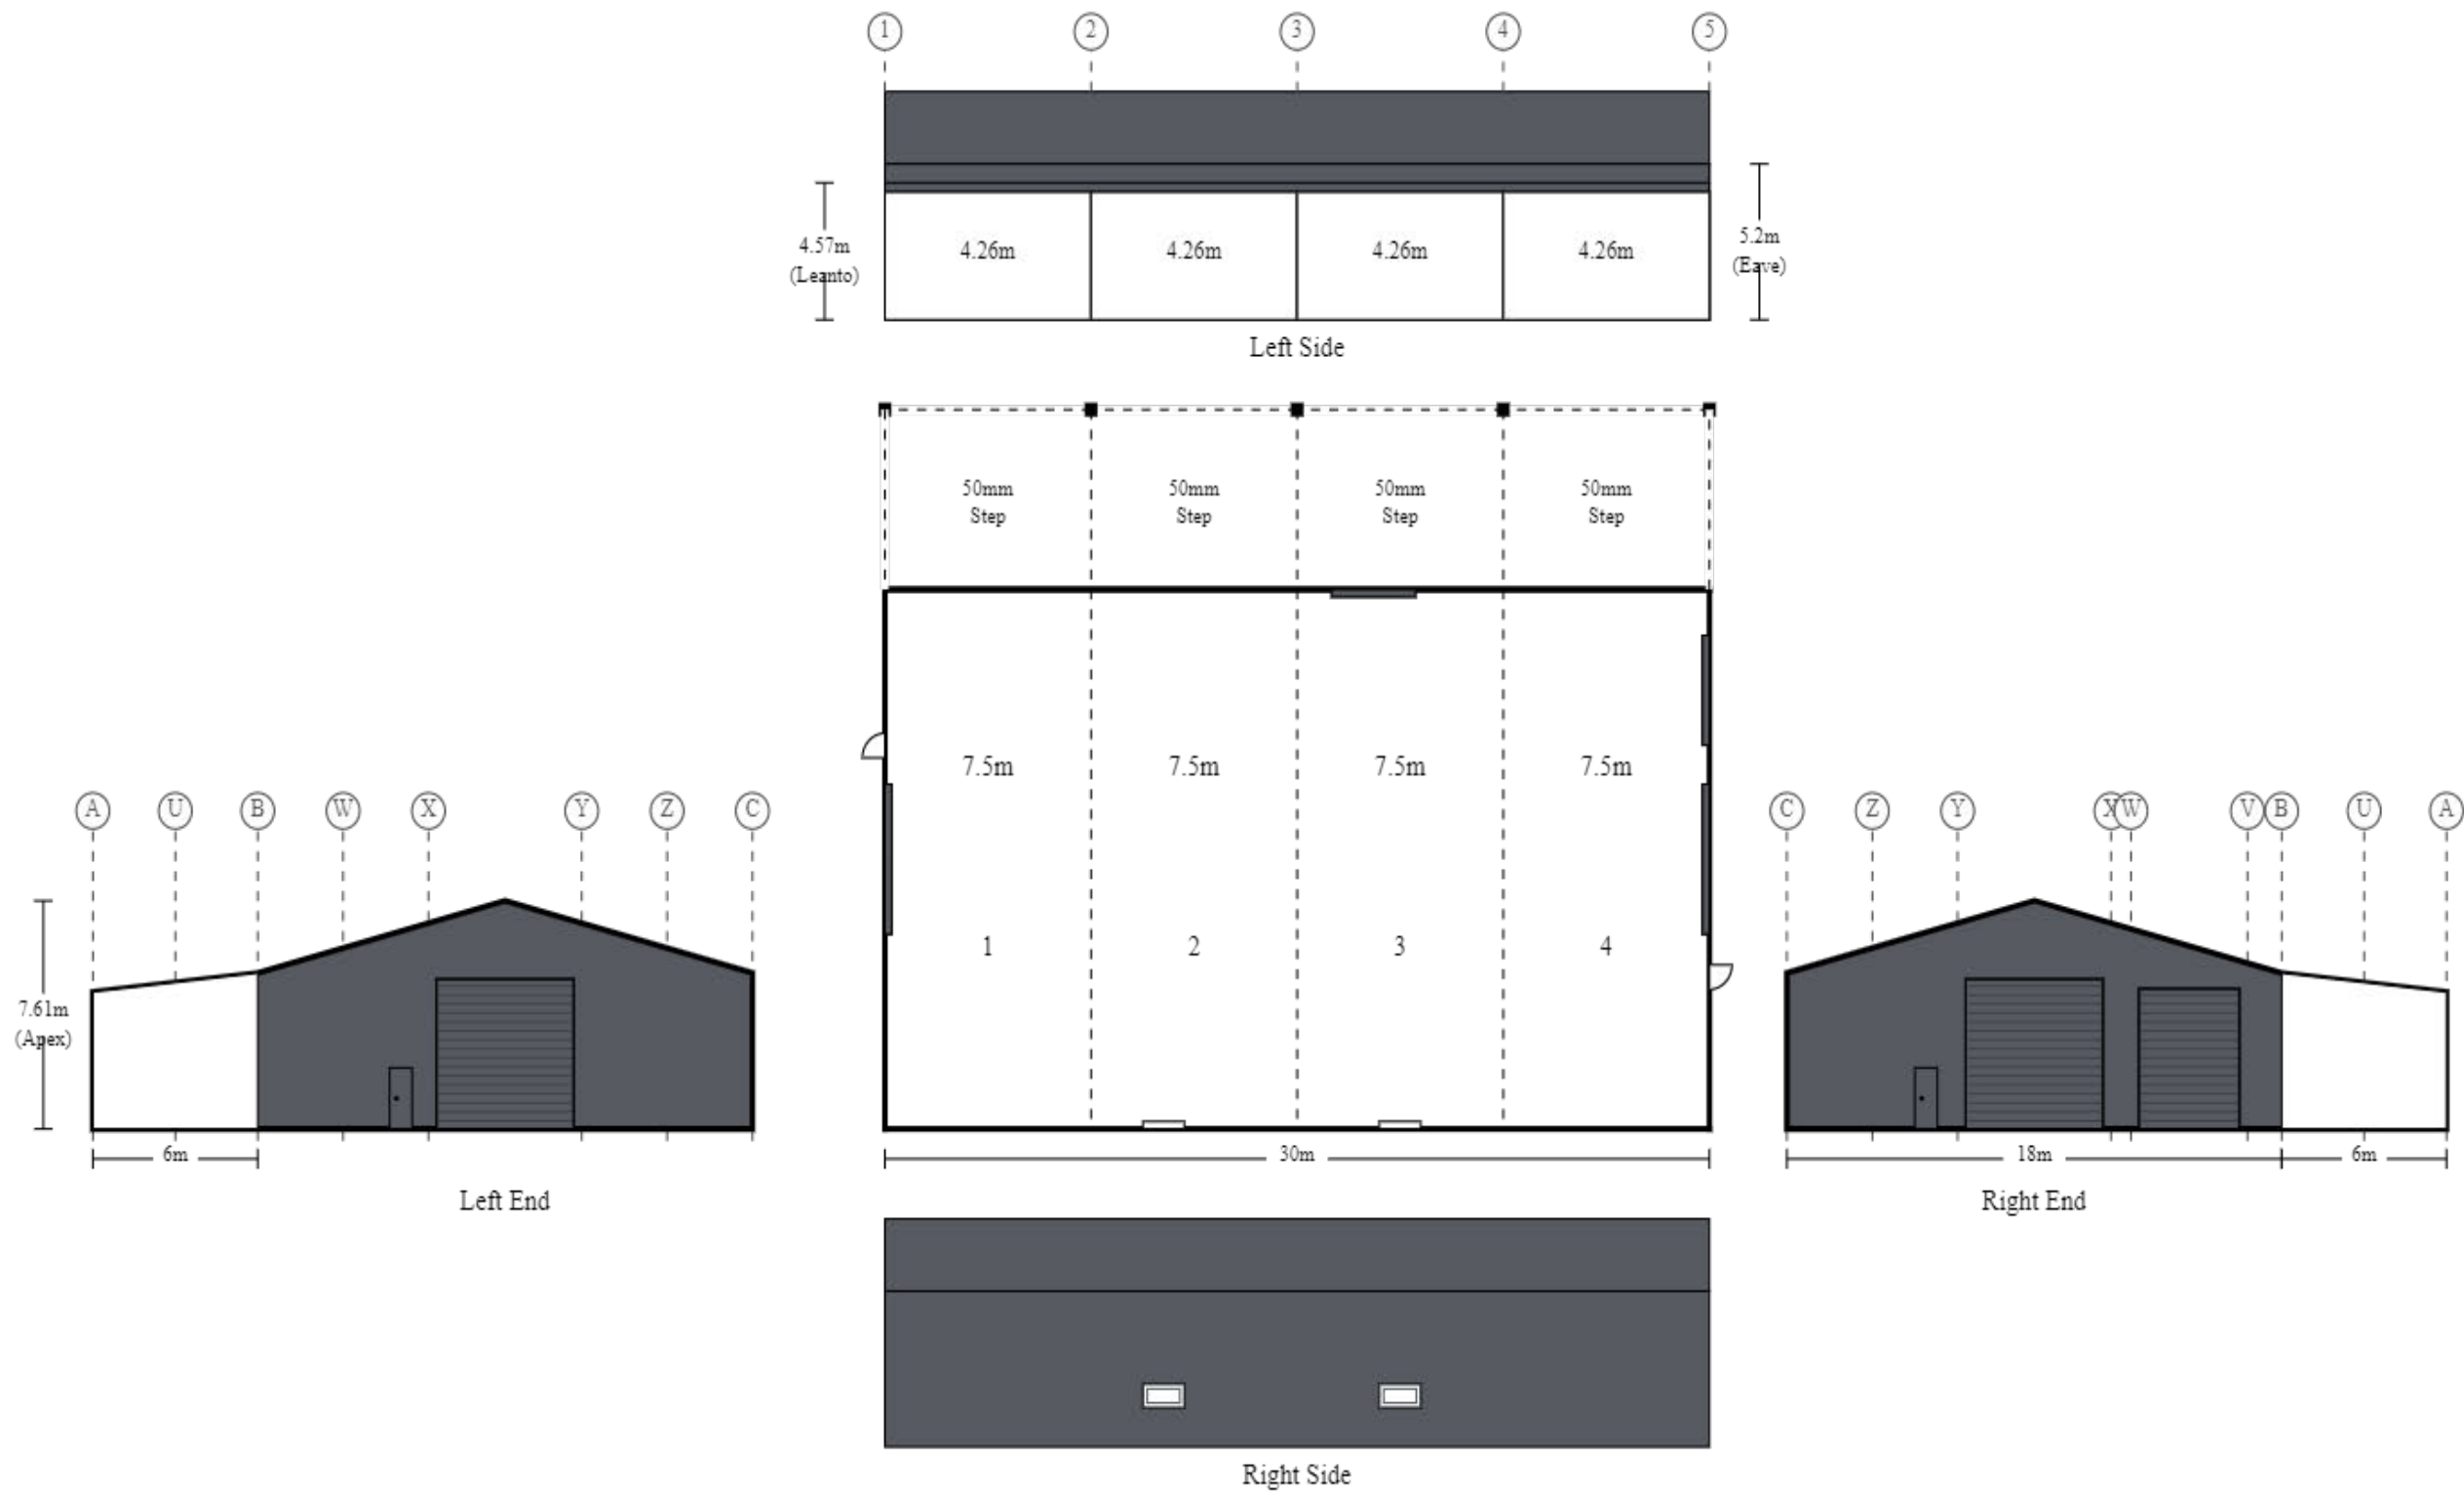 1 2 3 4 5
4.57m
(Leanto)
4.26m 4.26m 4.26m 4.26m
5.2m
(Eave)
Left Side
50mm 50mm 50mm 50mm
Step Step Step Step
7.5m 7.5m 7.5m 7.5m
A U B W X Y Z C
C Z Y X W V B U A
1 2 3 4
7.61m
(Apex)
6m
30m
18m
6m
Left End
Right End
Right Side